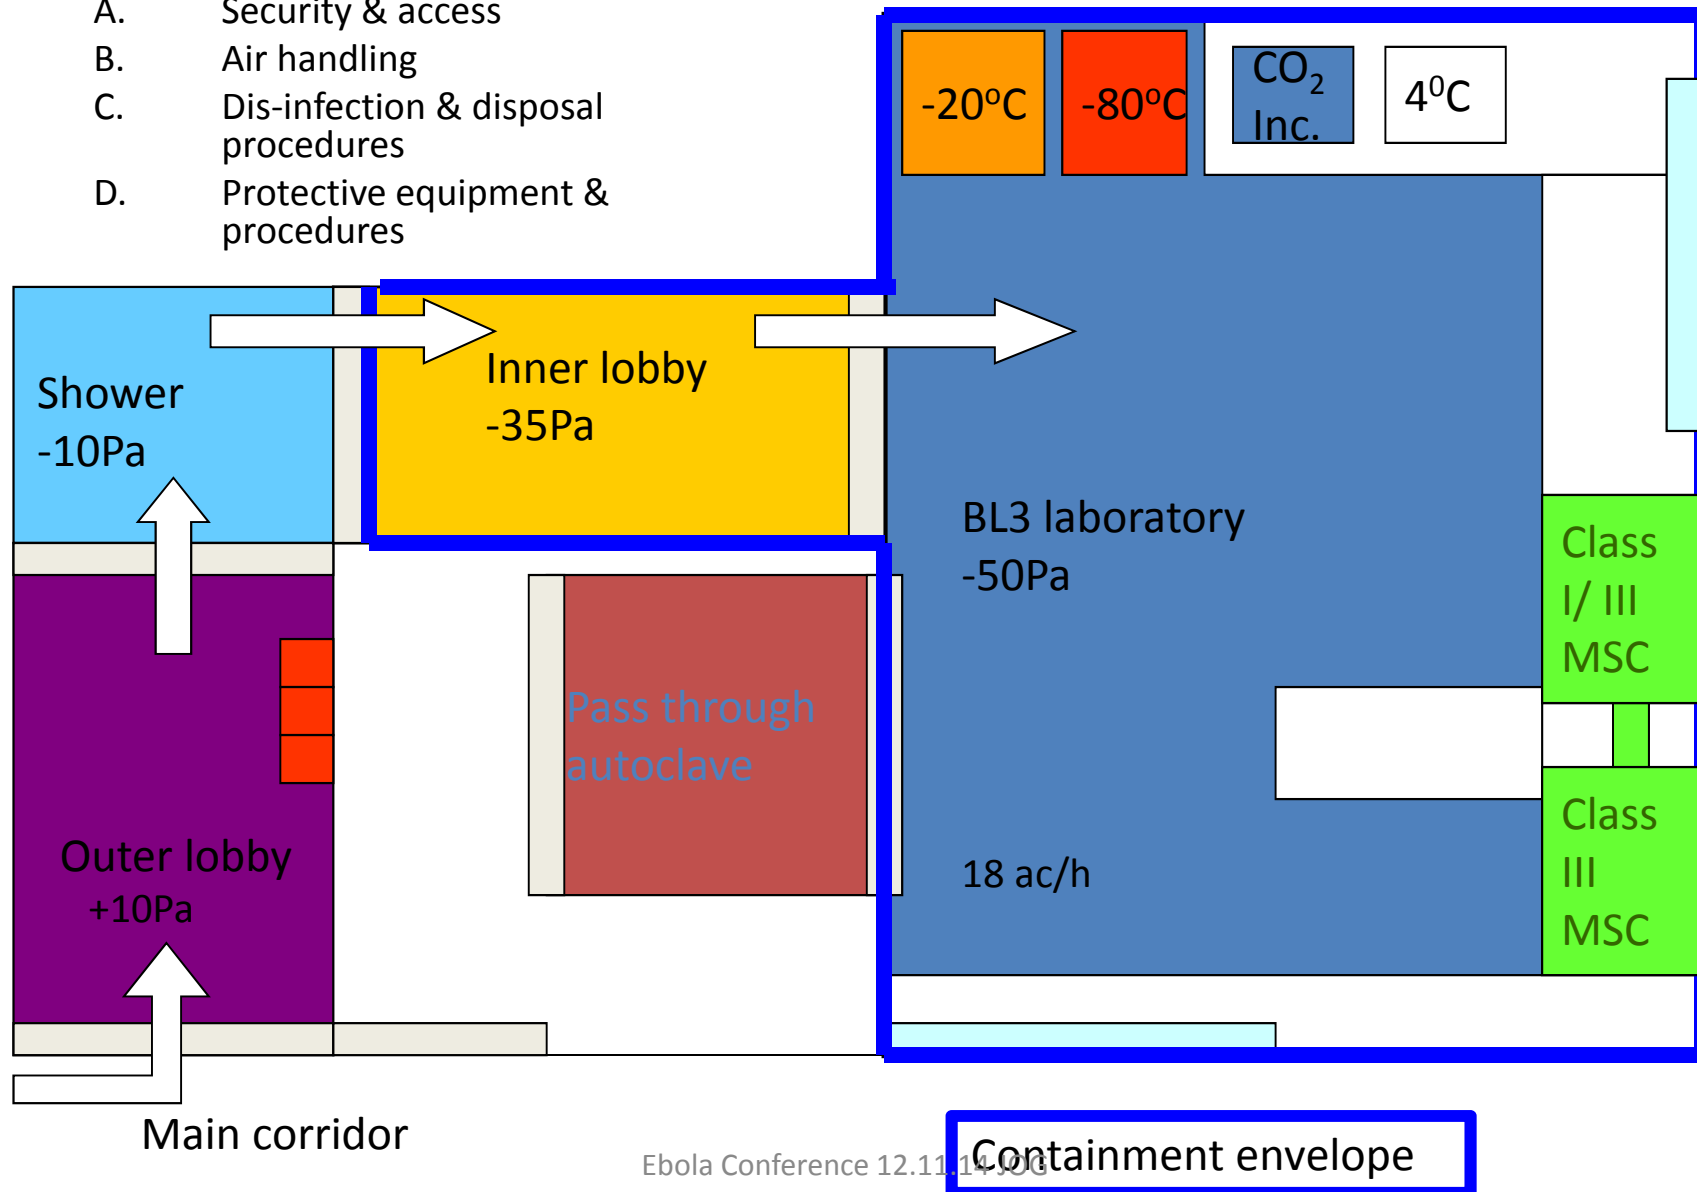 A. Security & access
B. Air handling
C. Dis-infection & disposal
procedures
D. Protective equipment &
procedures
-20°C
-80°C
CO₂
Inc.
4⁰C
Shower
-10Pa
Inner lobby
-35Pa
BL3 laboratory
-50Pa
Class
I/ III
MSC
Pass through
autoclave
Outer lobby
+10Pa
18 ac/h
Class
III
MSC
Main corridor
Ebola Conference 12.11.14 JOG
Containment envelope